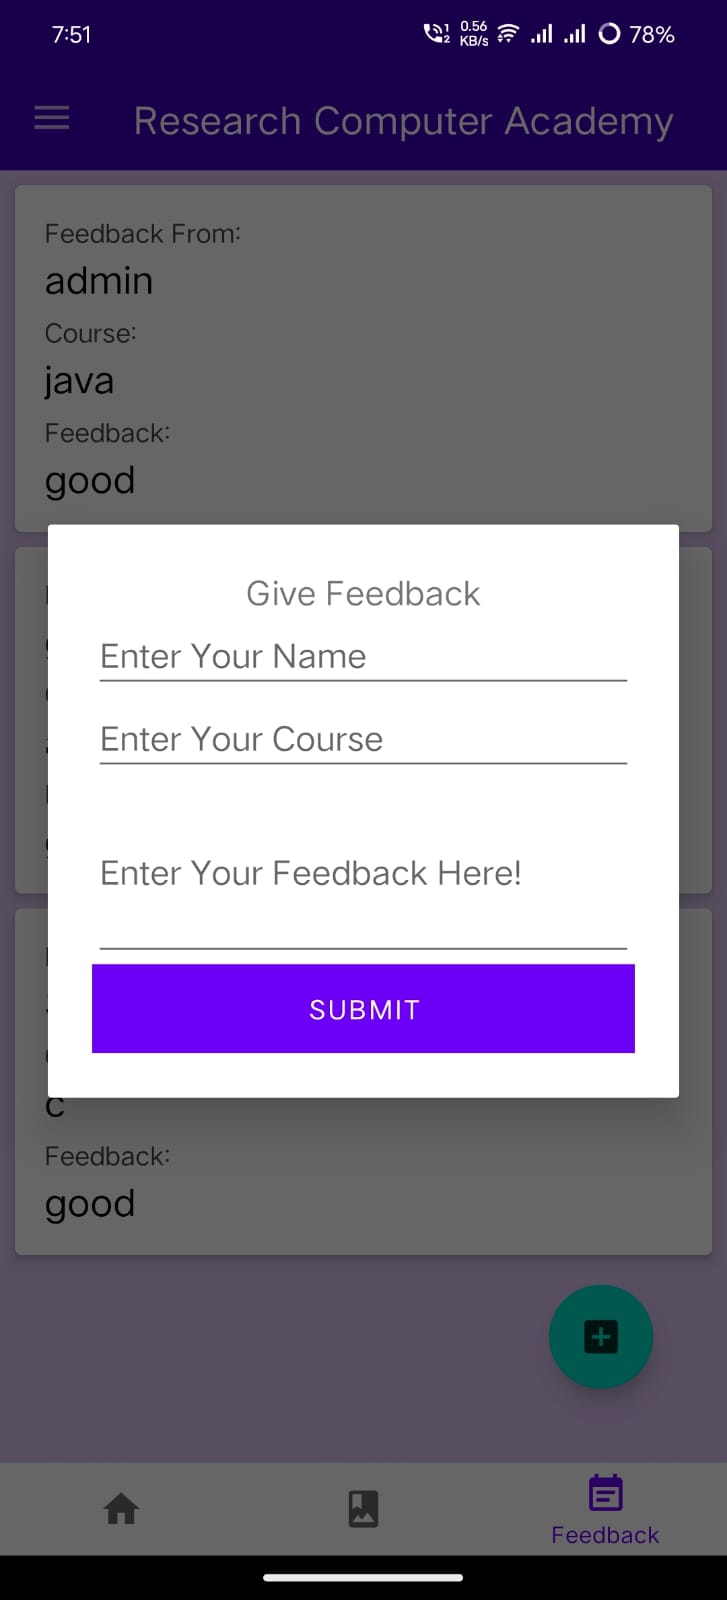 7:51
0.56 KB/s
78%
Research Computer Academy
Feedback From:
admin
Course:
java
Feedback:
good
Give Feedback
Enter Your Name
Enter Your Course
Enter Your Feedback Here!
SUBMIT
c
Feedback:
good
Feedback